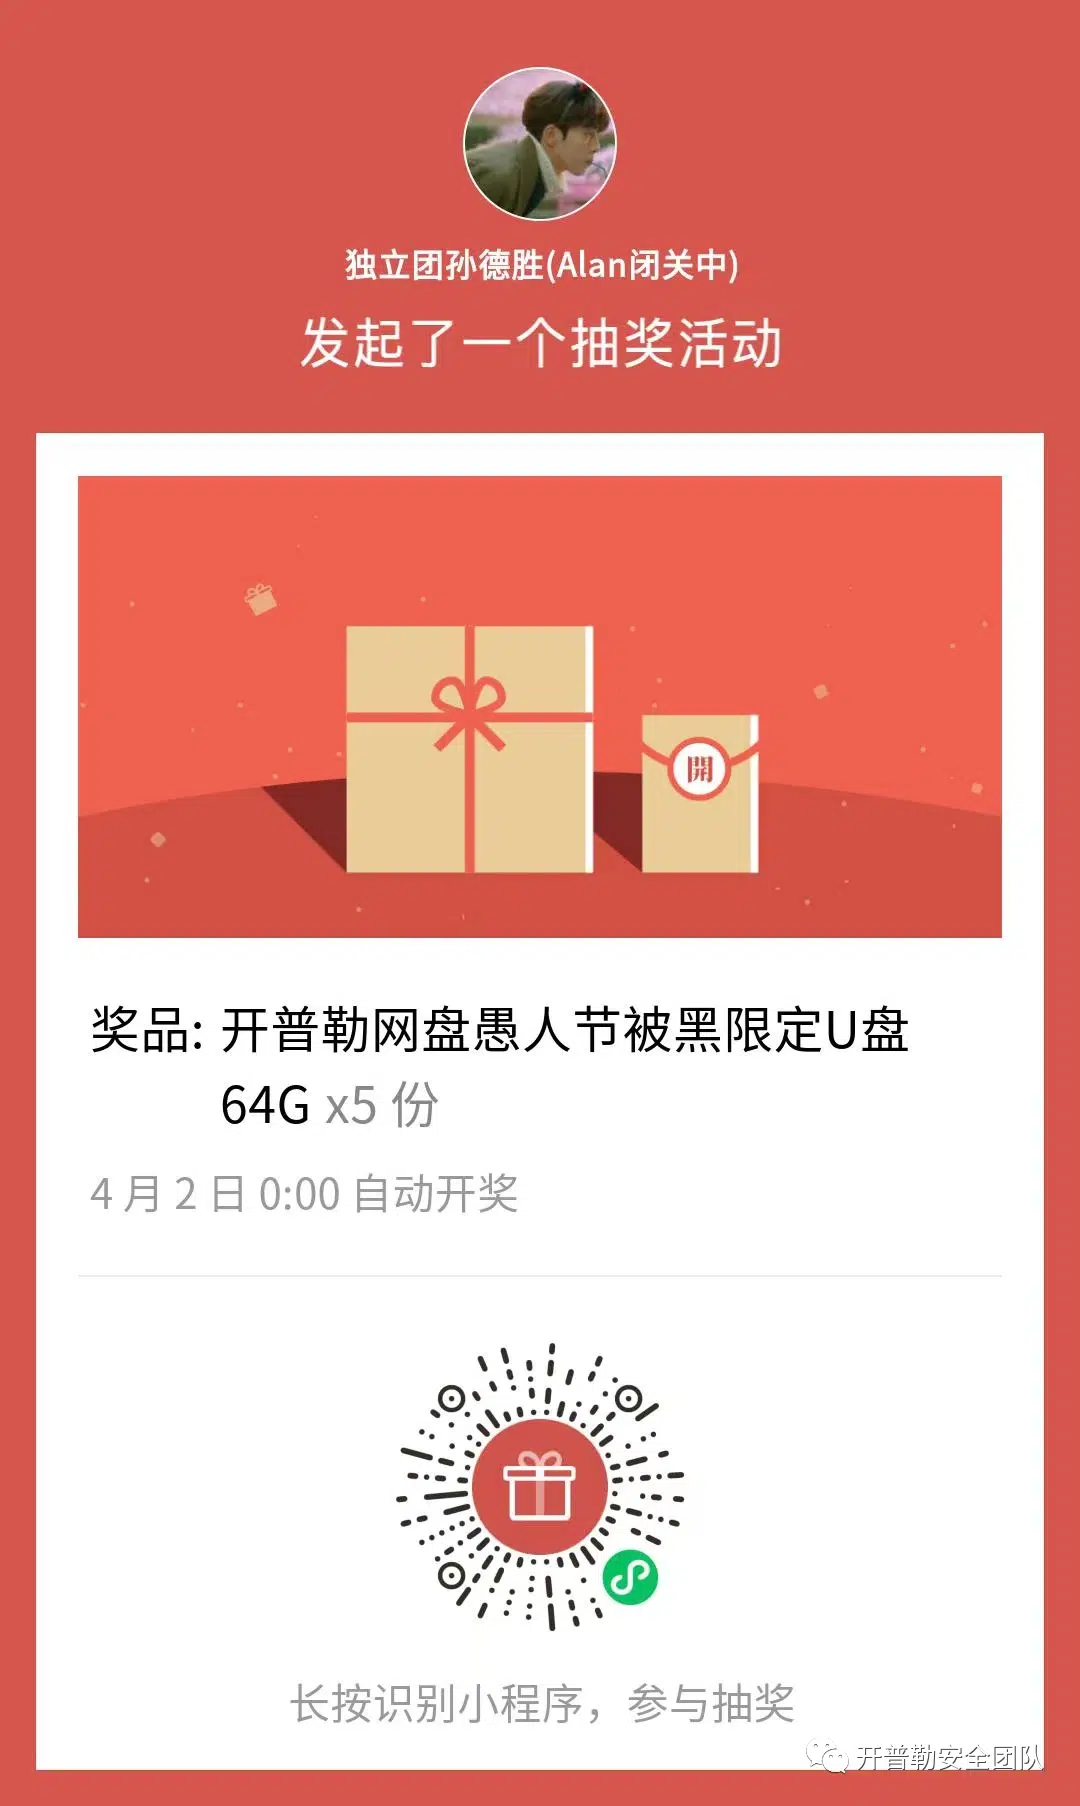 独立团孙德胜(Alan闭关中)
发起了一个抽奖活动
開
奖品: 开普勒网盘愚人节被黑限定U盘
64G x5 份
4 月 2 日 0:00 自动开奖
长按识别小程序，参与抽奖
开普勒安全团队